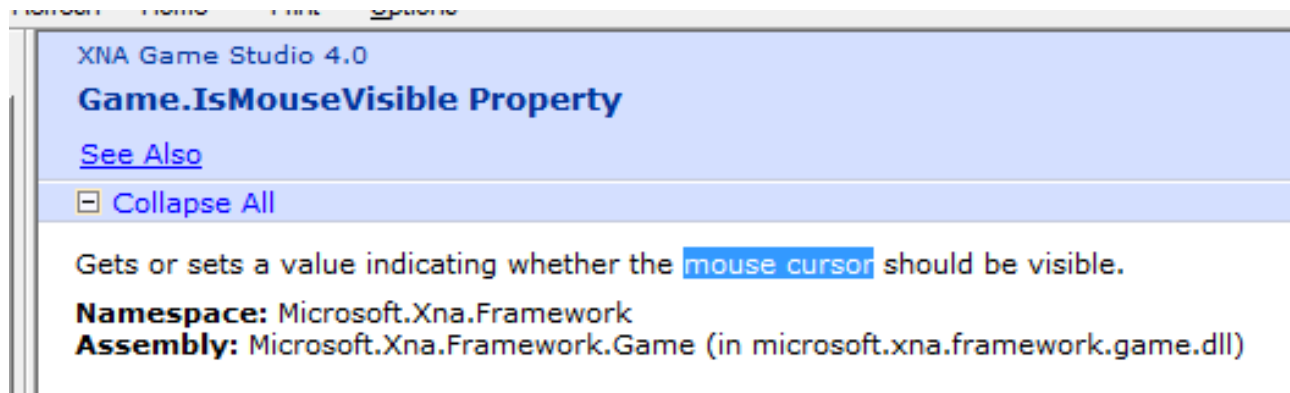 XNA Game Studio 4.0
Game.IsMouseVisible Property
See Also
Collapse All
Gets or sets a value indicating whether the mouse cursor should be visible.
Namespace: Microsoft.Xna.Framework
Assembly: Microsoft.Xna.Framework.Game (in microsoft.xna.framework.game.dll)